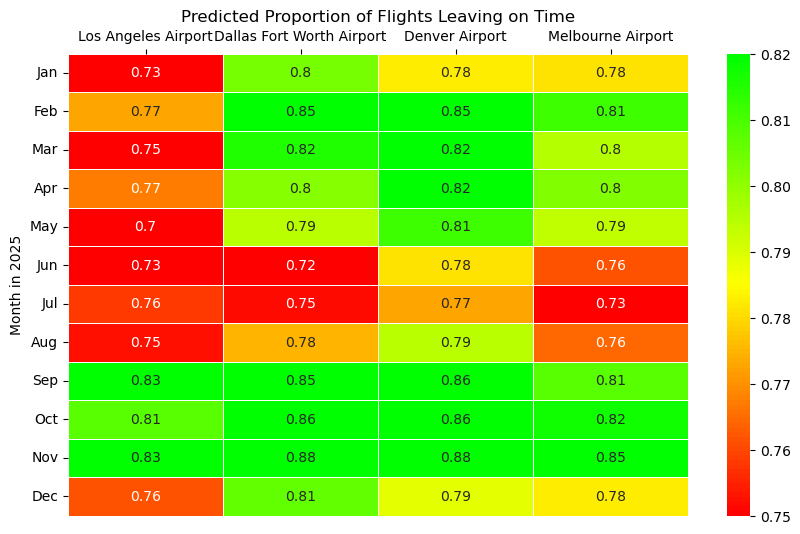 Predicted Proportion of Flights Leaving on Time
Los Angeles Airport Dallas Fort Worth Airport Denver Airport Melbourne Airport
Jan 0.73 0.8 0.78 0.78
Feb 0.77 0.85 0.85 0.81
Mar 0.75 0.82 0.82 0.8
Apr 0.77 0.8 0.82 0.8
May 0.7 0.79 0.81 0.79
Jun 0.73 0.72 0.78 0.76
Jul 0.76 0.75 0.77 0.73
Aug 0.75 0.78 0.79 0.76
Sep 0.83 0.85 0.86 0.81
Oct 0.81 0.86 0.86 0.82
Nov 0.83 0.88 0.88 0.85
Dec 0.76 0.81 0.79 0.78
Month in 2025
0.82
0.81
0.80
0.79
0.78
0.77
0.76
0.75